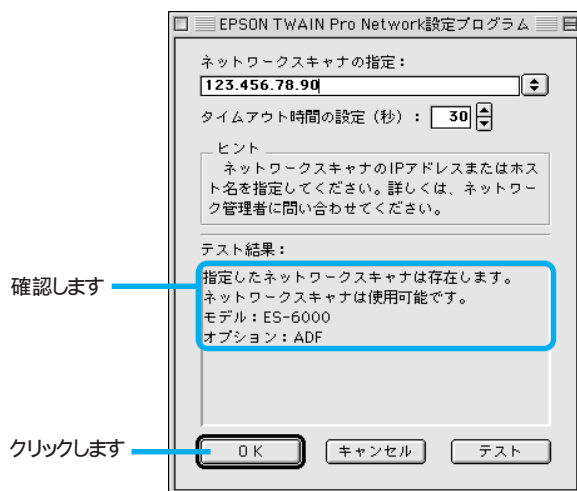 EPSON TWAIN Pro Network設定プログラム
ネットワークスキャナの指定：
123.456.78.90
タイムアウト時間の設定（秒）： 30
ヒント
ネットワークスキャナのIPアドレスまたはホス
ト名を指定してください。詳しくは、ネットワー
ク管理者に問い合わせてください。
テスト結果：
確認します
指定したネットワークスキャナは存在します。
ネットワークスキャナは使用可能です。
モデル：ES-6000
オプション：ADF
クリックします
OK キャンセル テスト